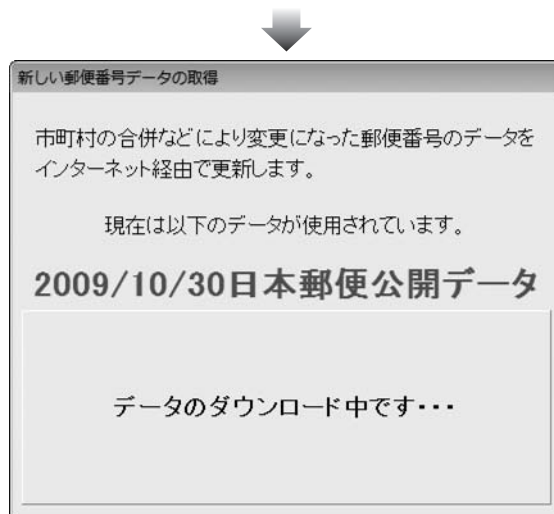 新しい郵便番号データの取得
市町村の合併などにより変更になった郵便番号のデータを
インターネット経由で更新します。
現在は以下のデータが使用されています。
2009/10/30日本郵便公開データ
データのダウンロード中です・・・